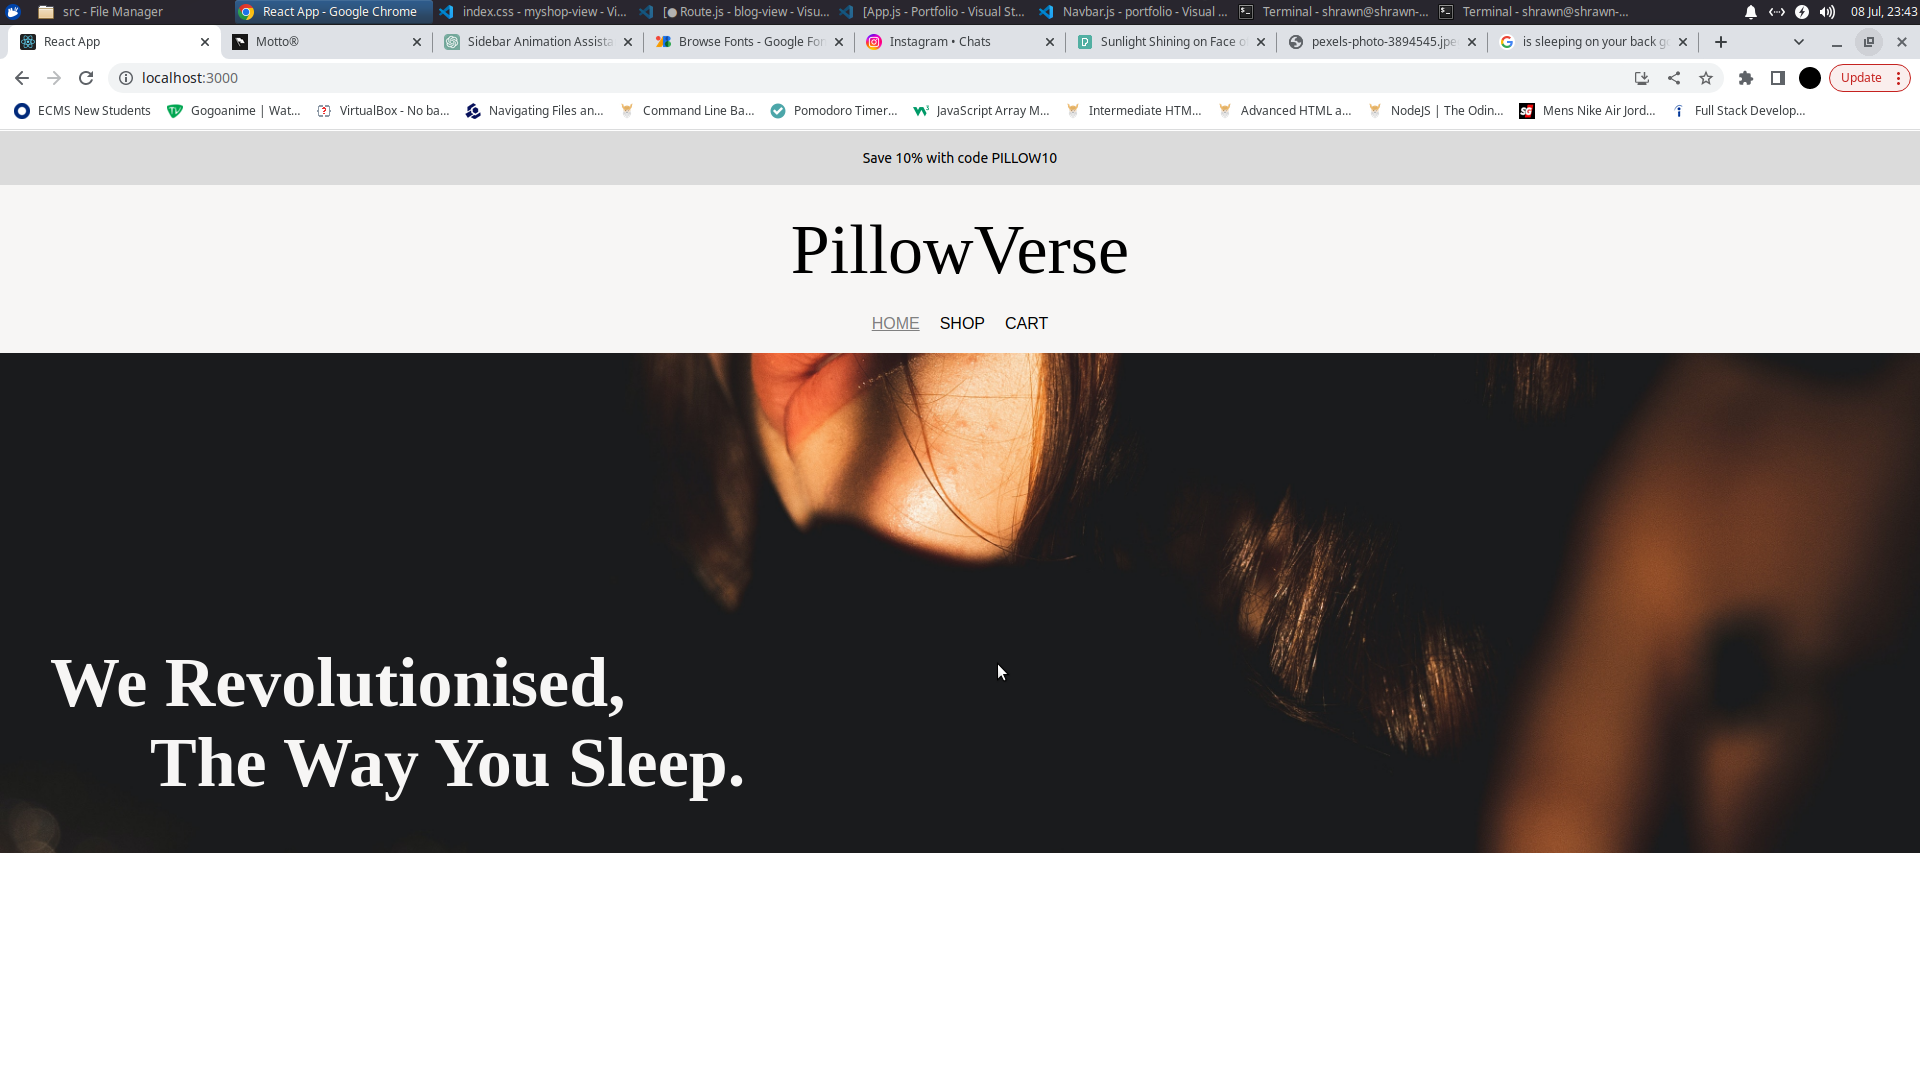 src - File Manager
React App - Google Chrome
index.css - myshop-view - Vi...
[● Route.js - blog-view - Visu...
[App.js - Portfolio - Visual St...
Navbar.js - portfolio - Visual ...
Terminal - shrawn@shrawn-...
Terminal - shrawn@shrawn-...
08 Jul, 23:43
React App
Motto®
Sidebar Animation Assista
Browse Fonts - Google For
Instagram • Chats
Sunlight Shining on Face o
pexels-photo-3894545.jpe
is sleeping on your back go
localhost:3000
Update
ECMS New Students
Gogoanime | Wat...
VirtualBox - No ba...
Navigating Files an...
Command Line Ba...
Pomodoro Timer...
JavaScript Array M...
Intermediate HTM...
Advanced HTML a...
NodeJS | The Odin...
Mens Nike Air Jord...
Full Stack Develop...
Save 10% with code PILLOW10
PillowVerse
HOME SHOP CART
We Revolutionised,
The Way You Sleep.